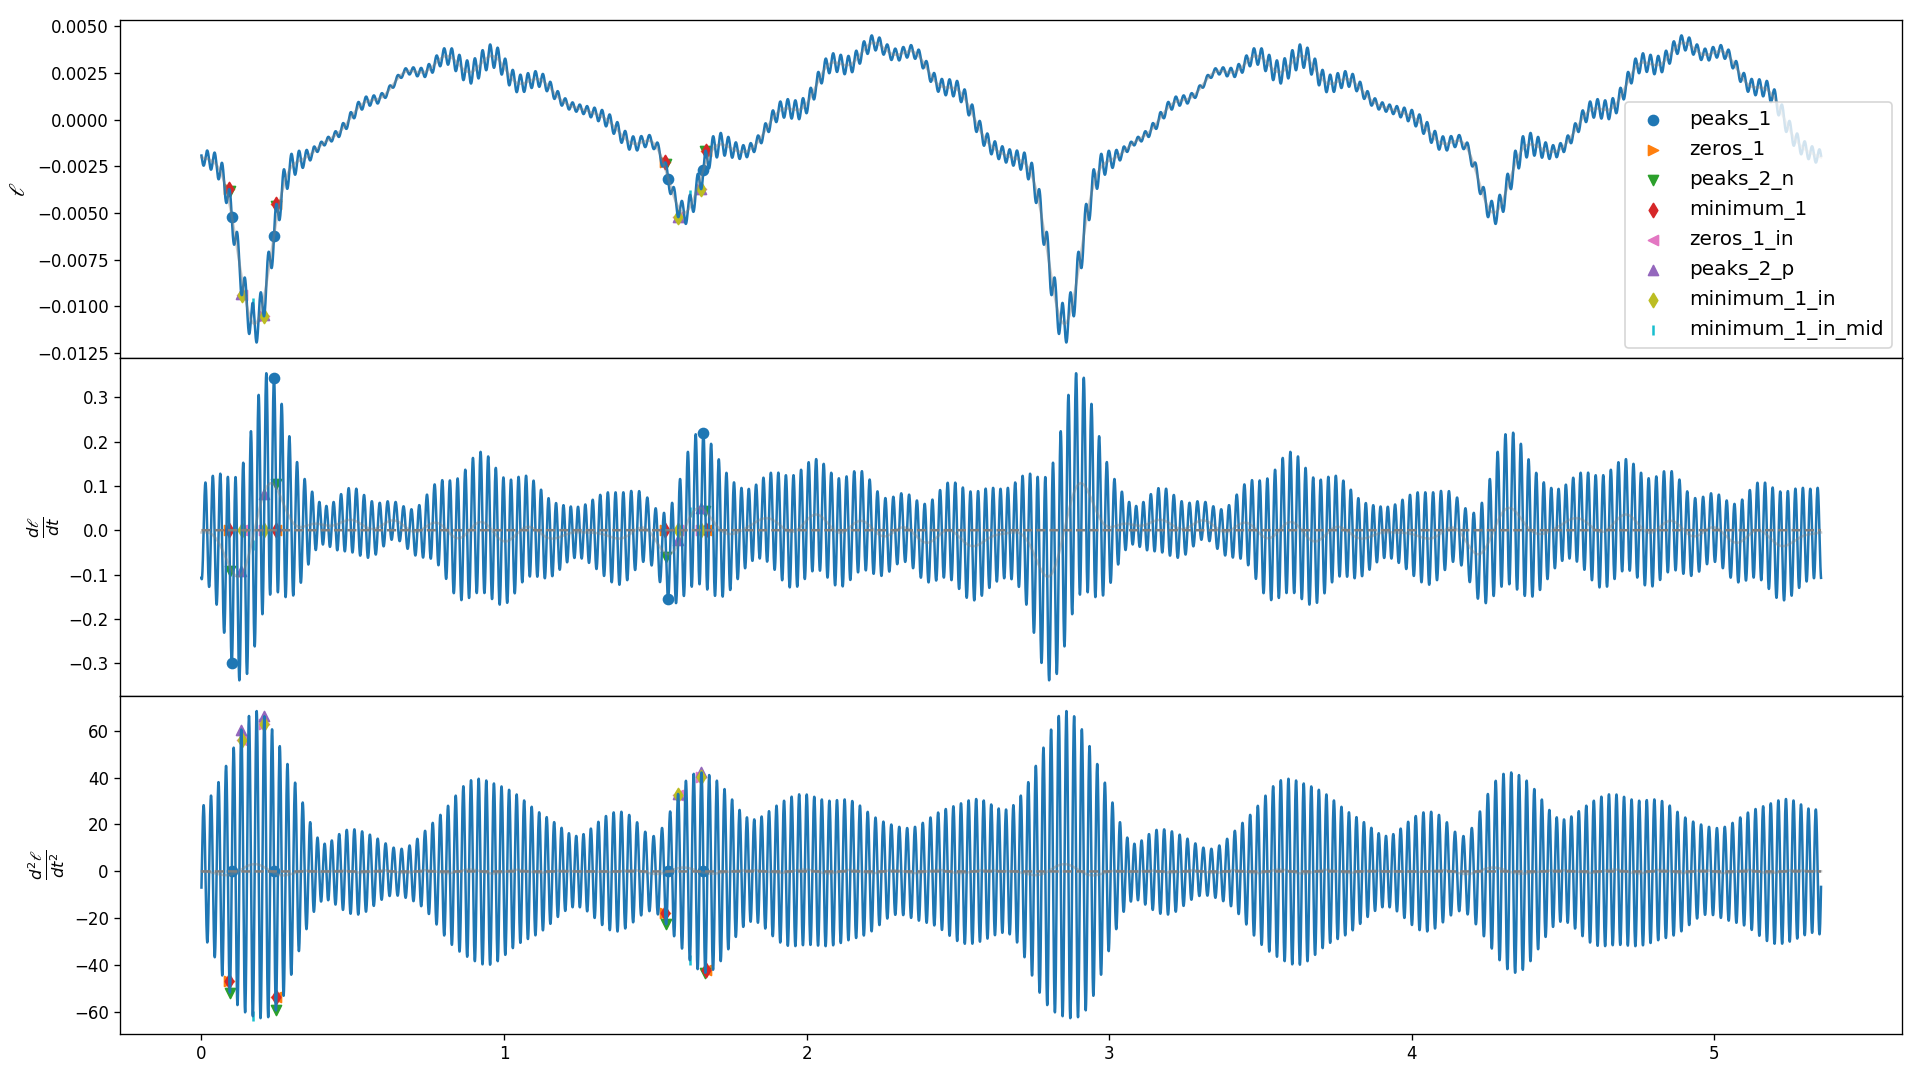 0.0050
0.0025
0.0000
−0.0025
−0.0050
−0.0075
−0.0100
−0.0125
ℓ
peaks_1
zeros_1
peaks_2_n
minimum_1
zeros_1_in
peaks_2_p
minimum_1_in
minimum_1_in_mid
0.3
0.2
0.1
0.0
−0.1
−0.2
−0.3
dℓ
dt
60
40
20
0
−20
−40
−60
d²ℓ
dt²
0 1 2 3 4 5